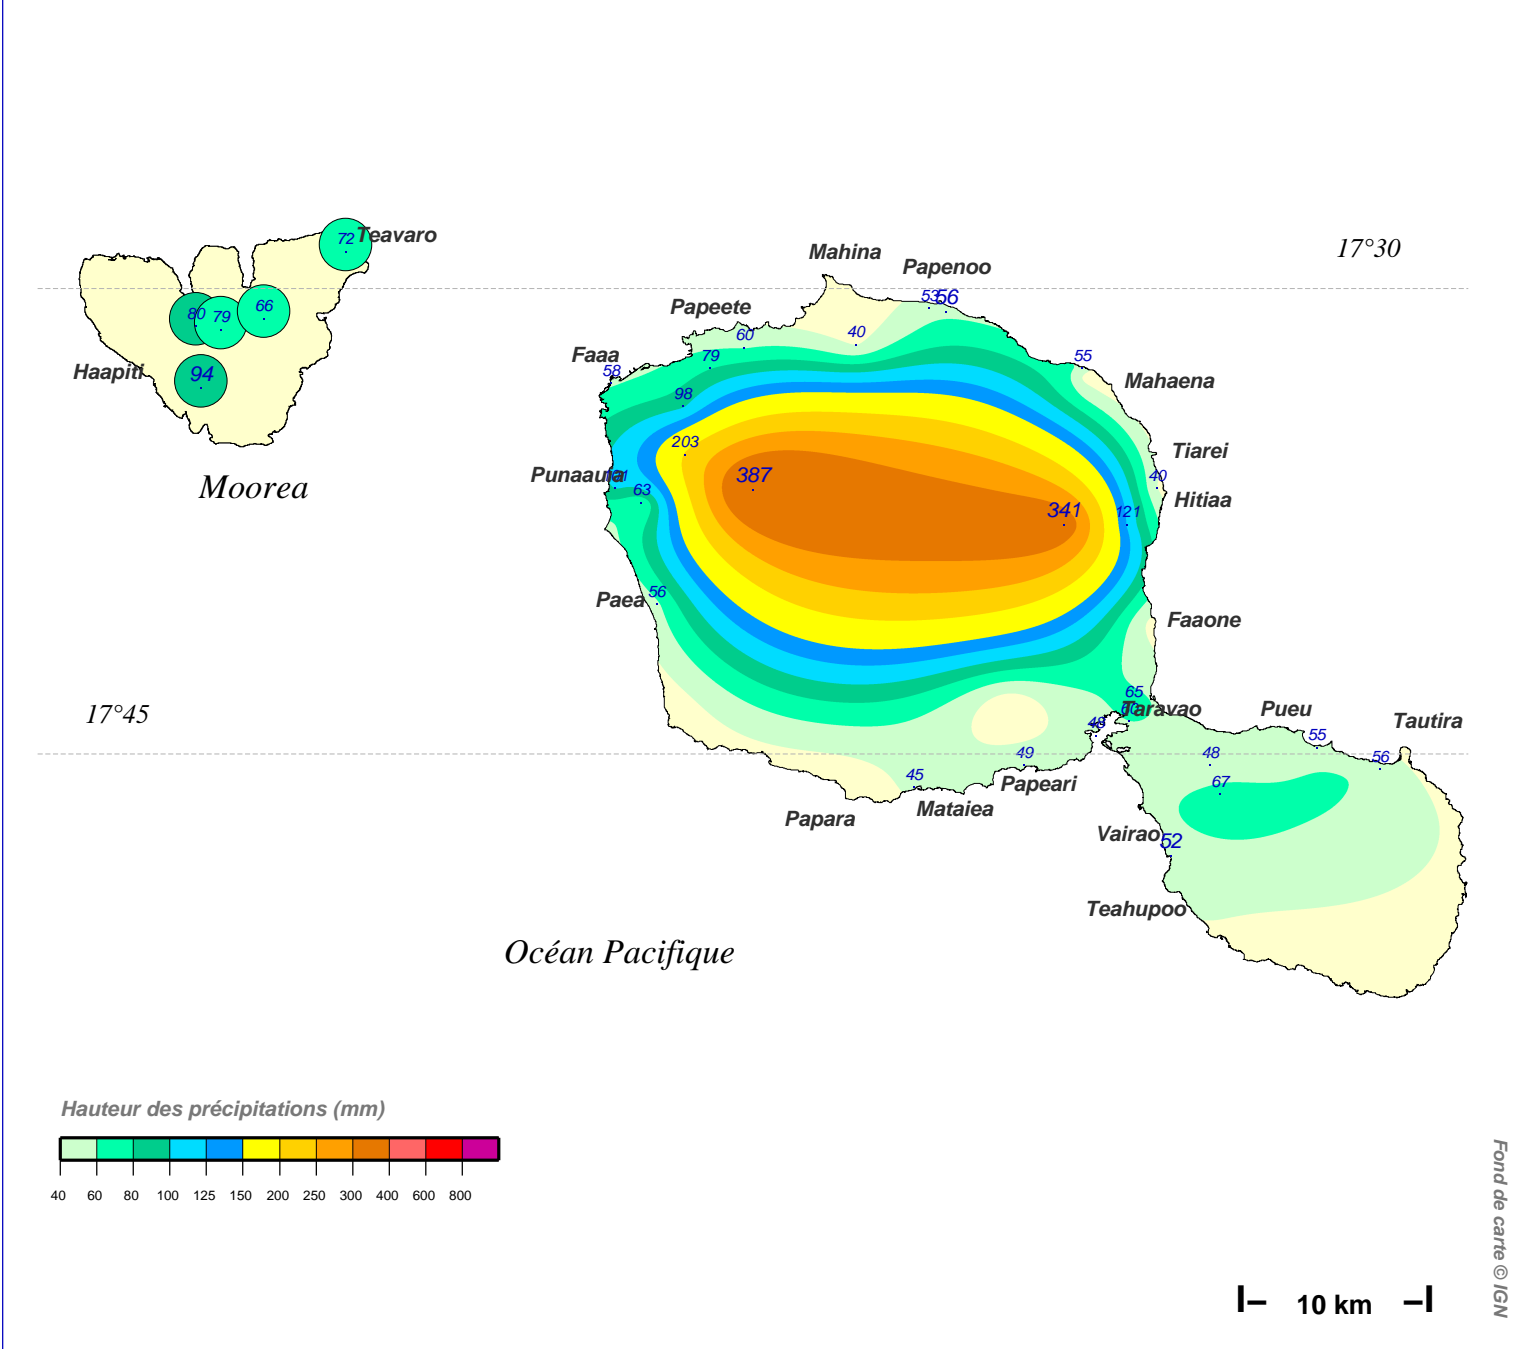 Teavaro
72
17°30
Mahina
Papenoo
53
56
Papeete
66
80
79
60
40
Faaa
79
55
58
Haapiti
94
Mahaena
98
203
Tiarei
Punaauia
387
40
Moorea
63
Hitiaa
341
121
Paea
56
Faaone
65
17°45
Taravao
Pueu
Tautira
49
48
55
56
45
67
Papeari
Papara
Mataiea
Vairao
52
Teahupoo
Océan Pacifique
Hauteur des précipitations (mm)
40 60 80 100 125 150 200 250 300 400 600 800
Fond de carte © IGN
10 km